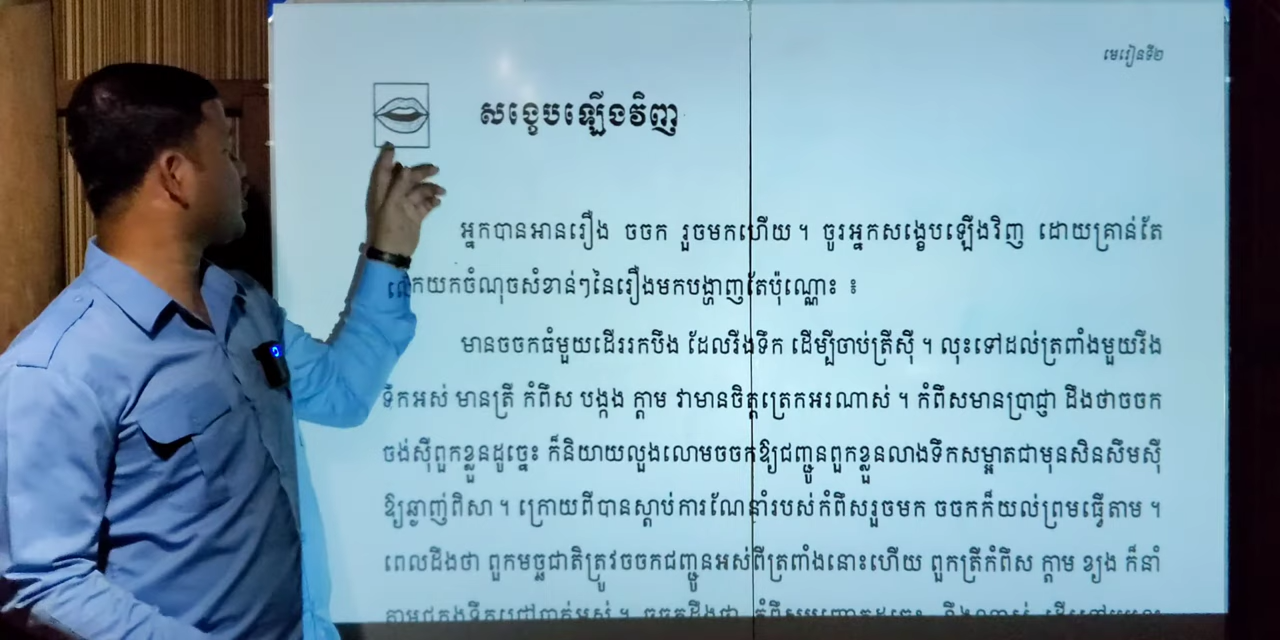 មេរៀនទី២
សង្ខេបឡើងវិញ
អ្នកបានអានរឿង ចចក រួចមកហើយ ។ ចូរអ្នកសង្ខេបឡើងវិញ ដោយគ្រាន់តែ
លើកយកចំណុចសំខាន់ៗនៃរឿងមកបង្ហាញតែប៉ុណ្ណោះ ៖
មានចចកធំមួយដើររកបឹង ដែលរីងទឹក ដើម្បីចាប់ត្រីស៊ី ។ លុះទៅដល់ត្រពាំងមួយរីង
ទឹកអស់ មានត្រី កំពឹស បង្កង ក្តាម វាមានចិត្តត្រេកអរណាស់ ។ កំពឹសមានប្រាជ្ញា ដឹងថាចចក
ចង់ស៊ីពួកខ្លួនដូច្នេះ ក៏និយាយលួងលោមចចកឱ្យជញ្ជូនពួកខ្លួនលាងទឹកសម្អាតជាមុនសិនសឹមស៊ី
ឱ្យឆ្ងាញ់ពិសា ។ ក្រោយពីបានស្តាប់ការណែនាំរបស់កំពឹសរួចមក ចចកក៏យល់ព្រមធ្វើតាម ។
ពេលដឹងថា ពួកមច្ឆជាតិត្រូវចចកជញ្ជូនអស់ពីត្រពាំងនោះហើយ ពួកត្រីកំពឹស ក្តាម ខ្យង ក៏នាំ